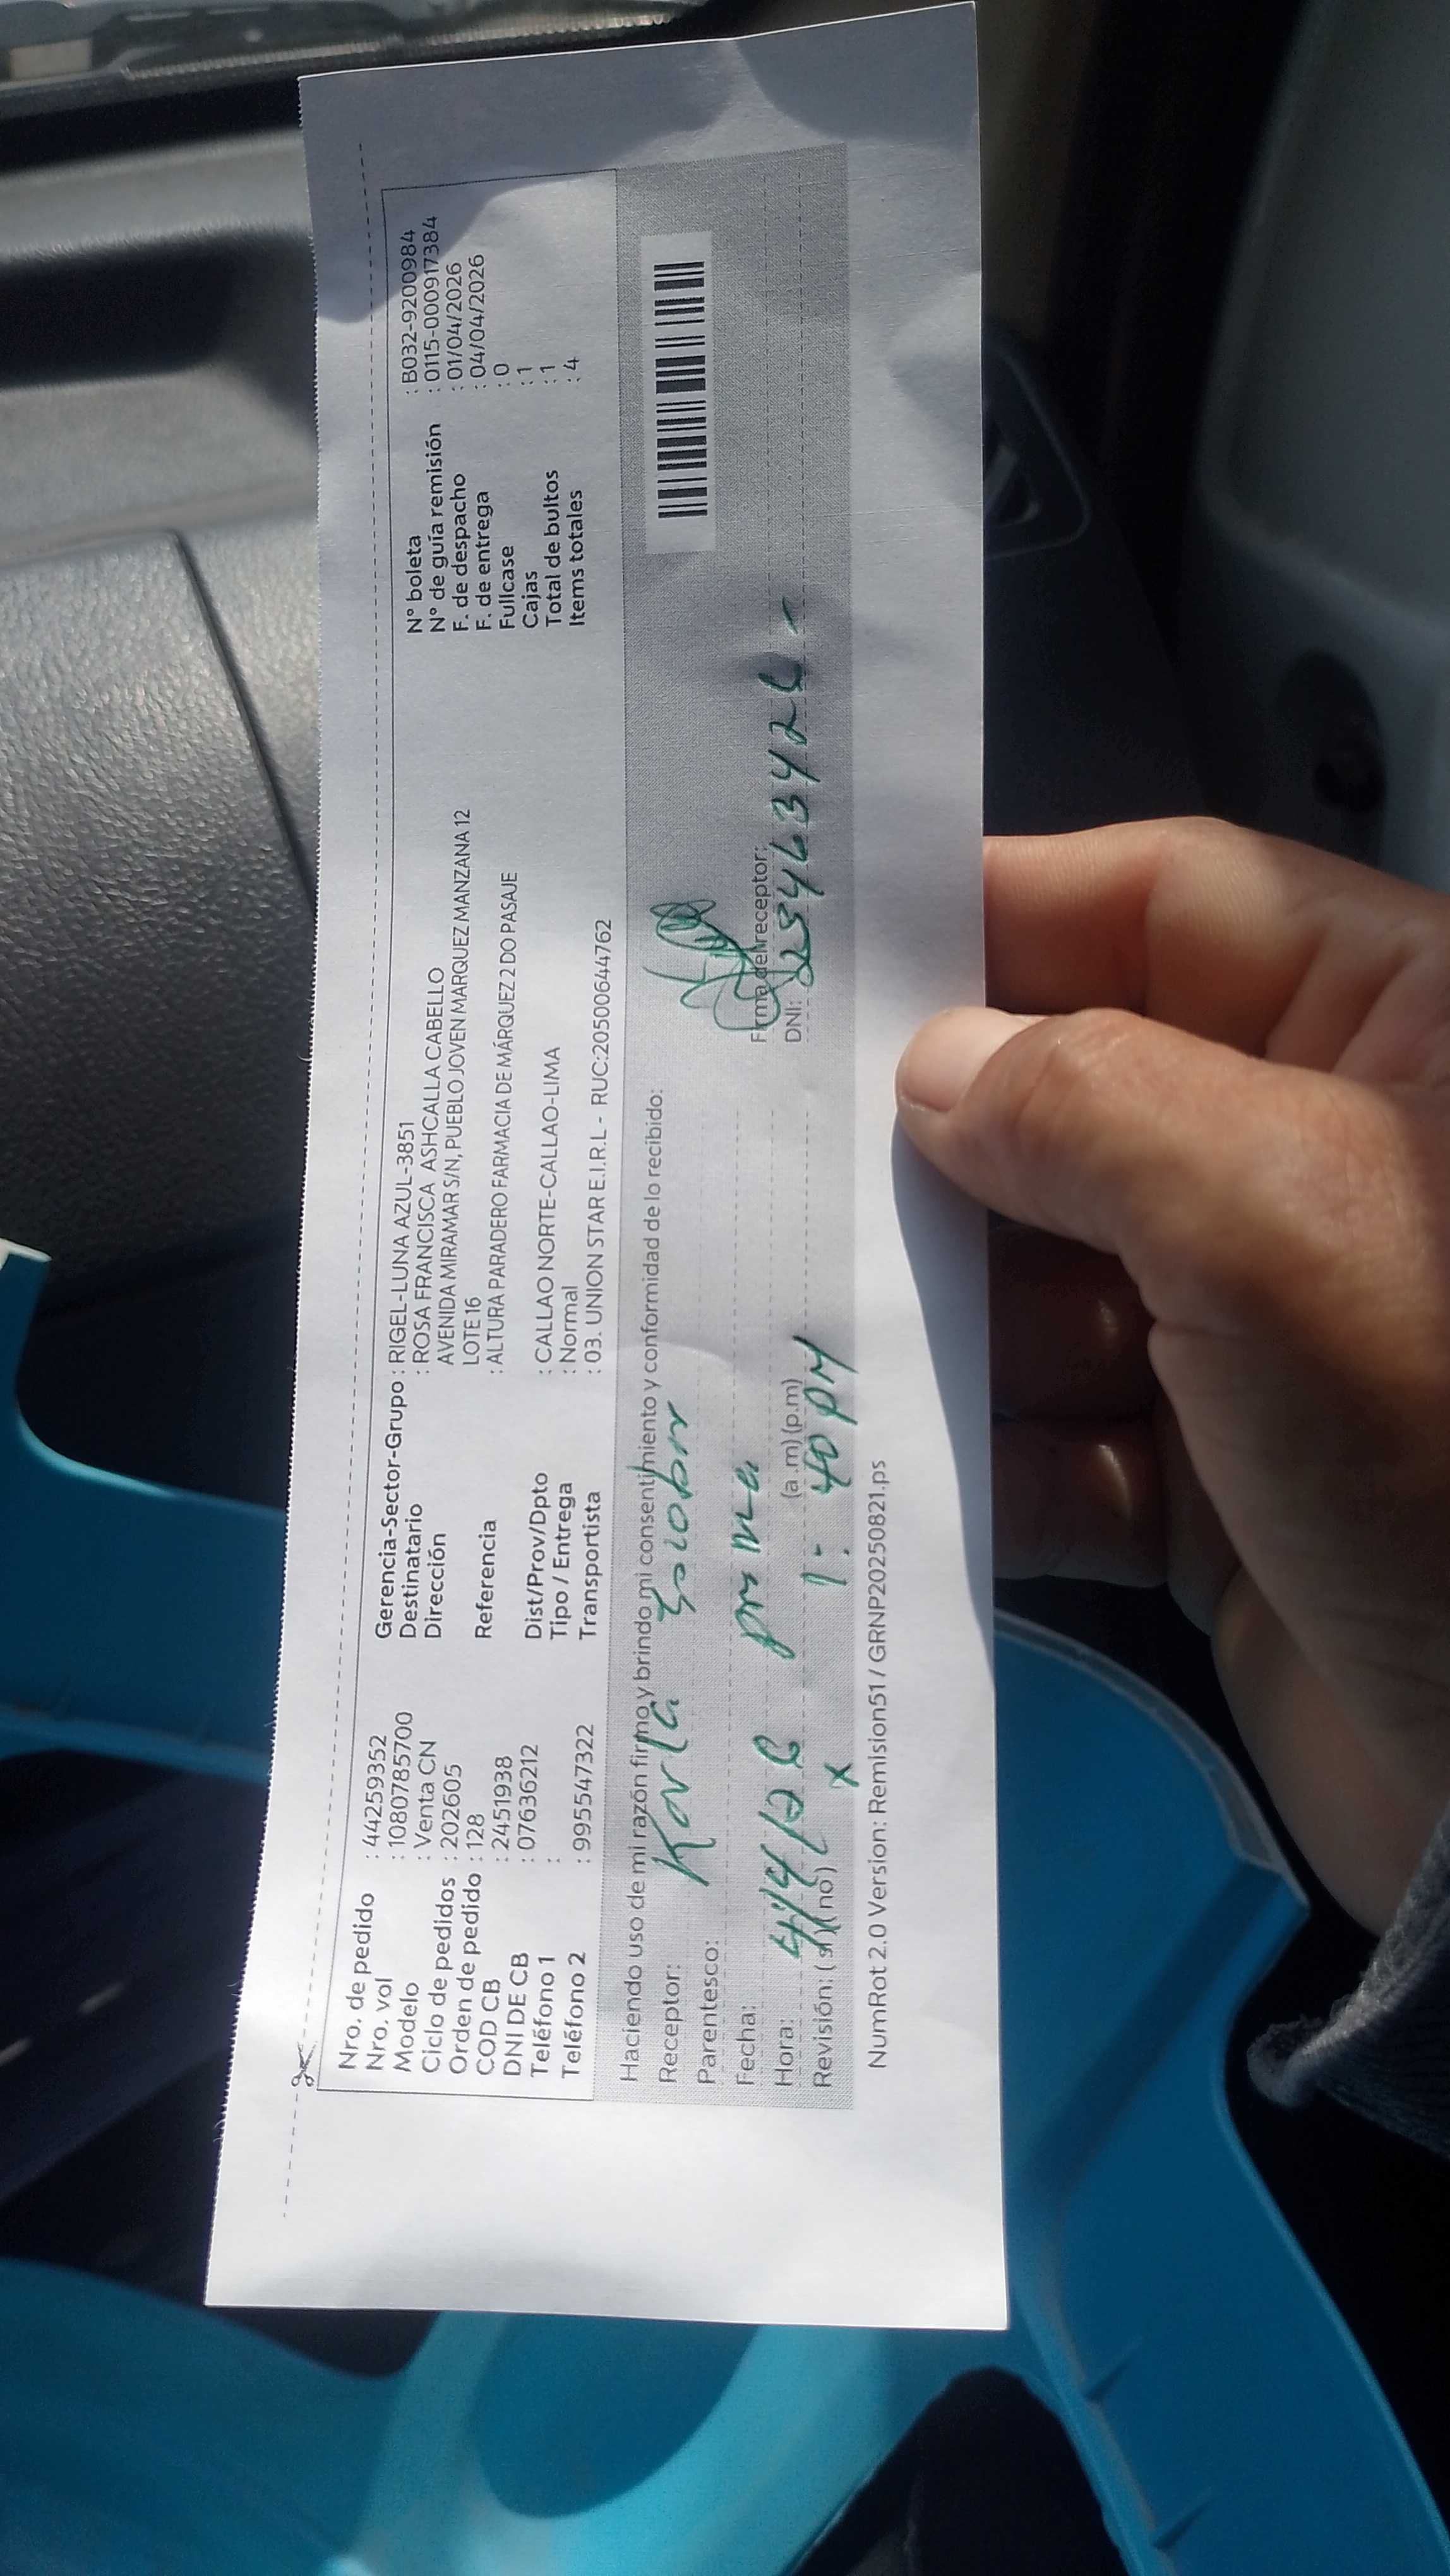 Nro. de pedido : 44259352
Nro. vol : 1080785700
Modelo : Venta CN
Ciclo de pedidos : 202605
Orden de pedido : 128
COD CB : 2451938
DNI DE CB : 07636212
Teléfono 1 :
Teléfono 2 : 995547322
Gerencia-Sector-Grupo : RIGEL-LUNA AZUL-3851
Destinatario : ROSA FRANCISCA ASHCALLA CABELLO
Dirección AVENIDA MIRAMAR S/N, PUEBLO JOVEN MARQUEZ MANZANA 12
LOTE 16
Referencia : ALTURA PARADERO FARMACIA DE MÁRQUEZ 2 DO PASAJE
Dist/Prov/Dpto : CALLAO NORTE-CALLAO-LIMA
Tipo / Entrega : Normal
Transportista : 03. UNION STAR E.I.R.L - RUC:20500644762
N° boleta : B032-9200984
N° de guía remisión : 0115-000917384
F. de despacho : 01/04/2026
F. de entrega : 04/04/2026
Fullcase : 0
Cajas : 1
Total de bultos : 1
Items totales : 4
Haciendo uso de mi razón firmo y brindo mi consentimiento y conformidad de lo recibido:
Receptor: Karla
Parentesco:
Fecha: 4/4/26
Hora: (a.m) (p.m) 1:40 PM
Revisión: (si) (no) x
Firma del receptor:
DNI:
NumRot 2.0 Version: Remision51 / GRNP20250821.ps